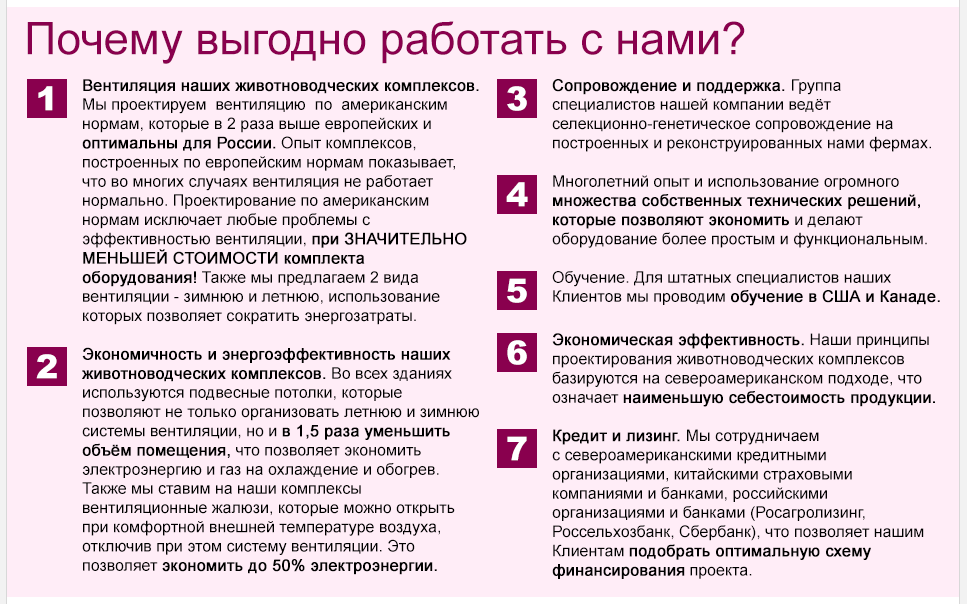 Почему выгодно работать с нами?
1
Вентиляция наших животноводческих комплексов.
Мы проектируем вентиляцию по американским
нормам, которые в 2 раза выше европейских и
оптимальны для России. Опыт комплексов,
построенных по европейским нормам показывает,
что во многих случаях вентиляция не работает
нормально. Проектирование по американским
нормам исключает любые проблемы с
эффективностью вентиляции, при ЗНАЧИТЕЛЬНО
МЕНЬШЕЙ СТОИМОСТИ комплекта
оборудования! Также мы предлагаем 2 вида
вентиляции - зимнюю и летнюю, использование
которых позволяет сократить энергозатраты.
2
Экономичность и энергоэффективность наших
животноводческих комплексов. Во всех зданиях
используются подвесные потолки, которые
позволяют не только организовать летнюю и зимнюю
системы вентиляции, но и в 1,5 раза уменьшить
объём помещения, что позволяет экономить
электроэнергию и газ на охлаждение и обогрев.
Также мы ставим на наши комплексы
вентиляционные жалюзи, которые можно открыть
при комфортной внешней температуре воздуха,
отключив при этом систему вентиляции. Это
позволяет экономить до 50% электроэнергии.
3
Сопровождение и поддержка. Группа
специалистов нашей компании ведёт
селекционно-генетическое сопровождение на
построенных и реконструированных нами фермах.
4
Многолетний опыт и использование огромного
множества собственных технических решений,
которые позволяют экономить и делают
оборудование более простым и функциональным.
5
Обучение. Для штатных специалистов наших
Клиентов мы проводим обучение в США и Канаде.
6
Экономическая эффективность. Наши принципы
проектирования животноводческих комплексов
базируются на североамериканском подходе, что
означает наименьшую себестоимость продукции.
7
Кредит и лизинг. Мы сотрудничаем
с североамериканскими кредитными
организациями, китайскими страховыми
компаниями и банками, российскими
организациями и банками (Росагролизинг,
Россельхозбанк, Сбербанк), что позволяет нашим
Клиентам подобрать оптимальную схему
финансирования проекта.